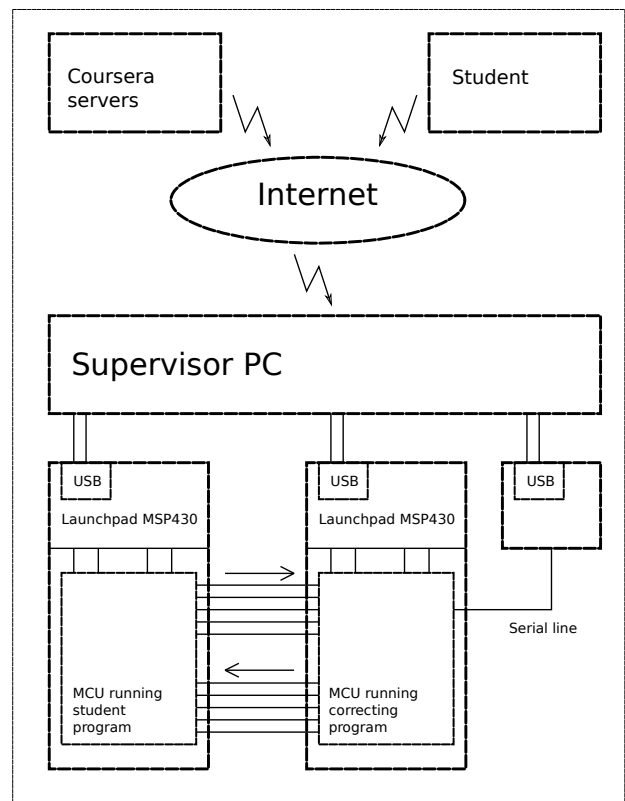 Coursera
servers
Student
Internet
Supervisor PC
USB
USB
USB
Launchpad MSP430
Launchpad MSP430
Serial line
MCU running
student
program
MCU running
correcting
program